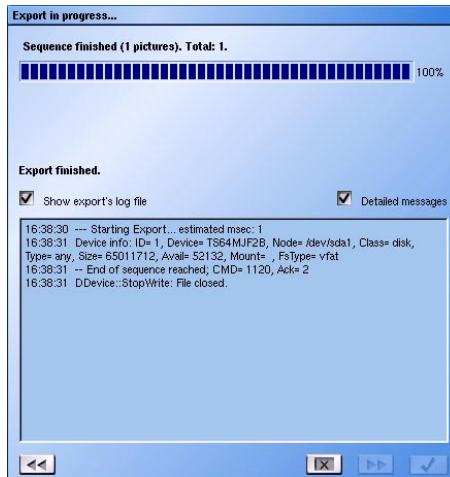 Export in progress...
Sequence finished (1 pictures). Total: 1.
100%
Export finished.
Show export's log file
Detailed messages
16:38:30 --- Starting Export... estimated msec: 1
16:38:31 Device info: ID= 1, Device= TS64MJF2B, Node= /dev/sda1, Class= disk,
Type= any, Size= 65011712, Avail= 52132, Mount= , FsType= vfat
16:38:31 -- End of sequence reached; CMD= 1120, Ack= 2
16:38:31 DDevice::StopWrite: File closed.